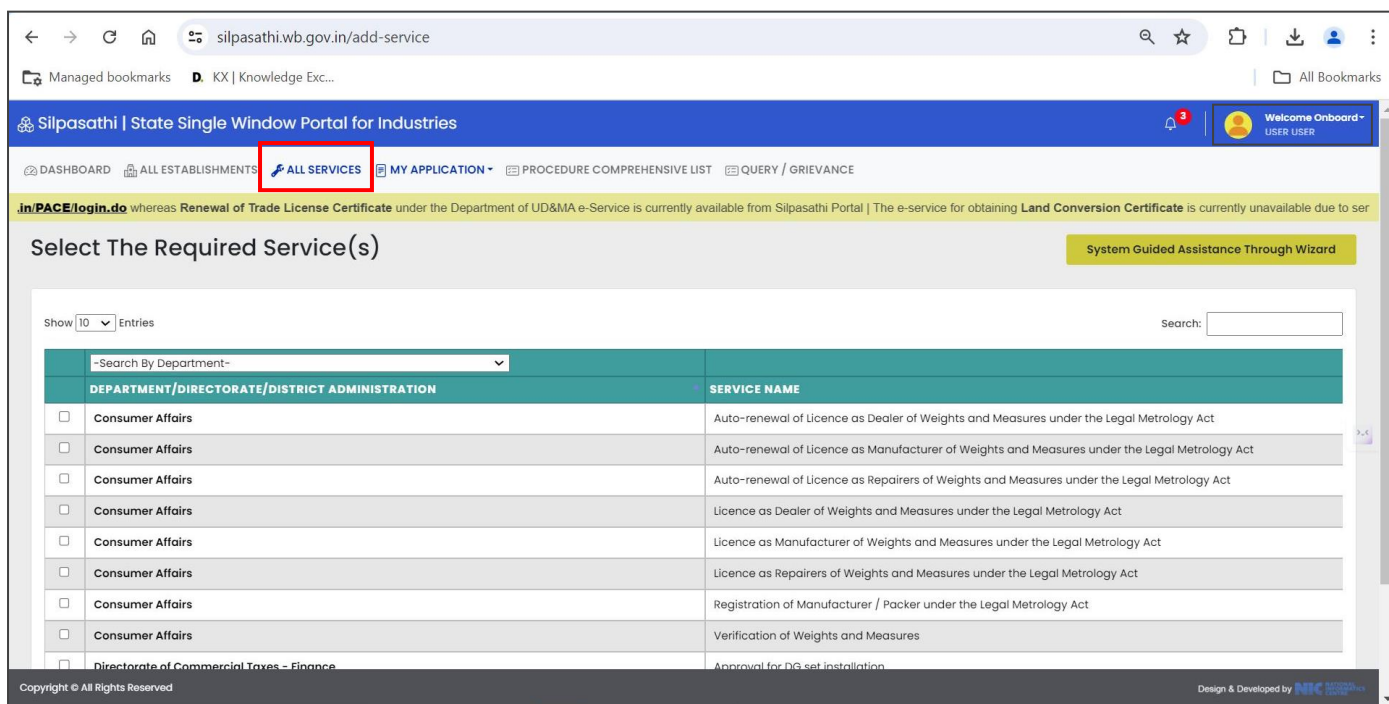 silpasathi.wb.gov.in/add-service
Managed bookmarks D. KX | Knowledge Exc... All Bookmarks
Silpasathi | State Single Window Portal for Industries 3 Welcome Onboard
USER USER
DASHBOARD ALL ESTABLISHMENTS ALL SERVICES MY APPLICATION PROCEDURE COMPREHENSIVE LIST QUERY / GRIEVANCE
.in/PACE/login.do whereas Renewal of Trade License Certificate under the Department of UD&MA e-Service is currently available from Silpasathi Portal | The e-service for obtaining Land Conversion Certificate is currently unavailable due to ser
Select The Required Service(s) System Guided Assistance Through Wizard
Show 10 Entries Search:
-Search By Department-
DEPARTMENT/DIRECTORATE/DISTRICT ADMINISTRATION SERVICE NAME
Consumer Affairs Auto-renewal of Licence as Dealer of Weights and Measures under the Legal Metrology Act
Consumer Affairs Auto-renewal of Licence as Manufacturer of Weights and Measures under the Legal Metrology Act
Consumer Affairs Auto-renewal of Licence as Repairers of Weights and Measures under the Legal Metrology Act
Consumer Affairs Licence as Dealer of Weights and Measures under the Legal Metrology Act
Consumer Affairs Licence as Manufacturer of Weights and Measures under the Legal Metrology Act
Consumer Affairs Licence as Repairers of Weights and Measures under the Legal Metrology Act
Consumer Affairs Registration of Manufacturer / Packer under the Legal Metrology Act
Consumer Affairs Verification of Weights and Measures
Directorate of Commercial Taxes - Finance Approval for DG set installation
Copyright © All Rights Reserved Design & Developed by NIC NATIONAL INFORMATICS CENTRE